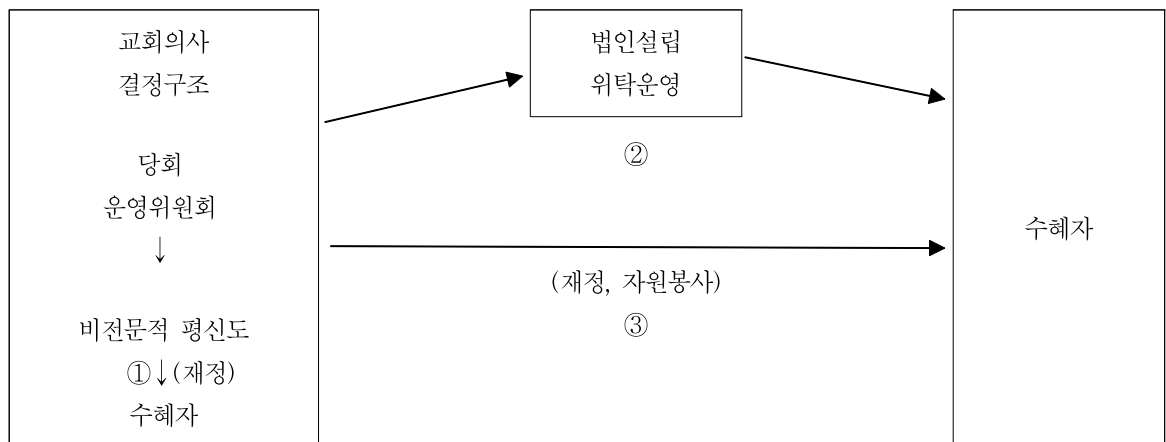 교회의사
결정구조
당회
운영위원회
↓
비전문적 평신도
①↓(재정)
수혜자
법인설립
위탁운영
②
(재정, 자원봉사)
③
수혜자